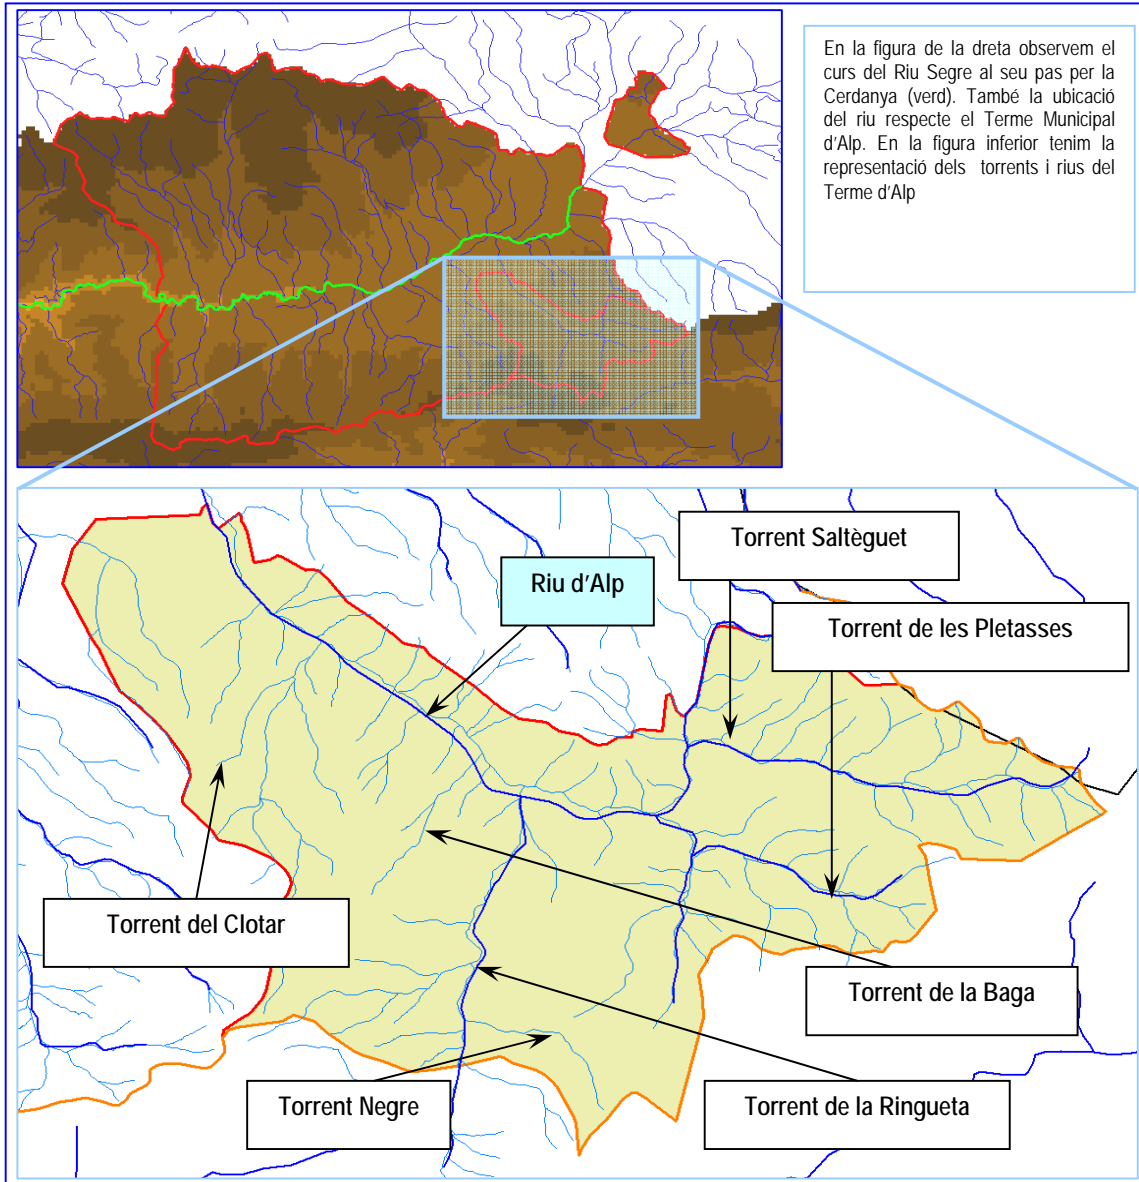 En la figura de la dreta observem el
curs del Riu Segre al seu pas per la
Cerdanya (verd). També la ubicació
del riu respecte el Terme Municipal
d'Alp. En la figura inferior tenim la
representació dels torrents i rius del
Terme d'Alp
Torrent Saltèguet
Riu d'Alp
Torrent de les Pletasses
Torrent del Clotar
Torrent de la Baga
Torrent Negre
Torrent de la Ringueta